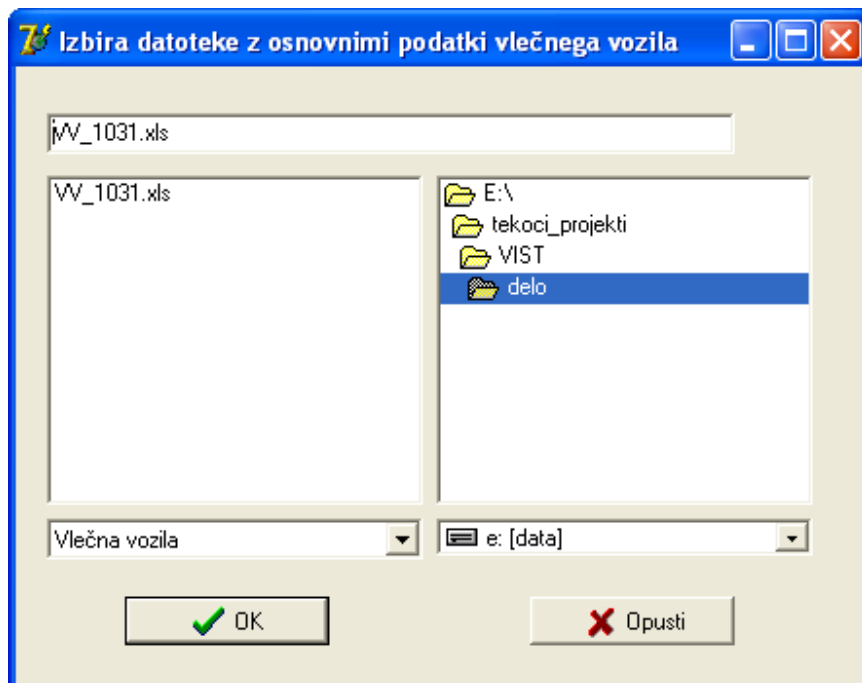 Izbira datoteke z osnovnimi podatki vlečnega vozila
VV_1031.xls
VV_1031.xls
E:\
tekoci_projekti
VIST
delo
Vlečna vozila
e: [data]
OK
Opusti